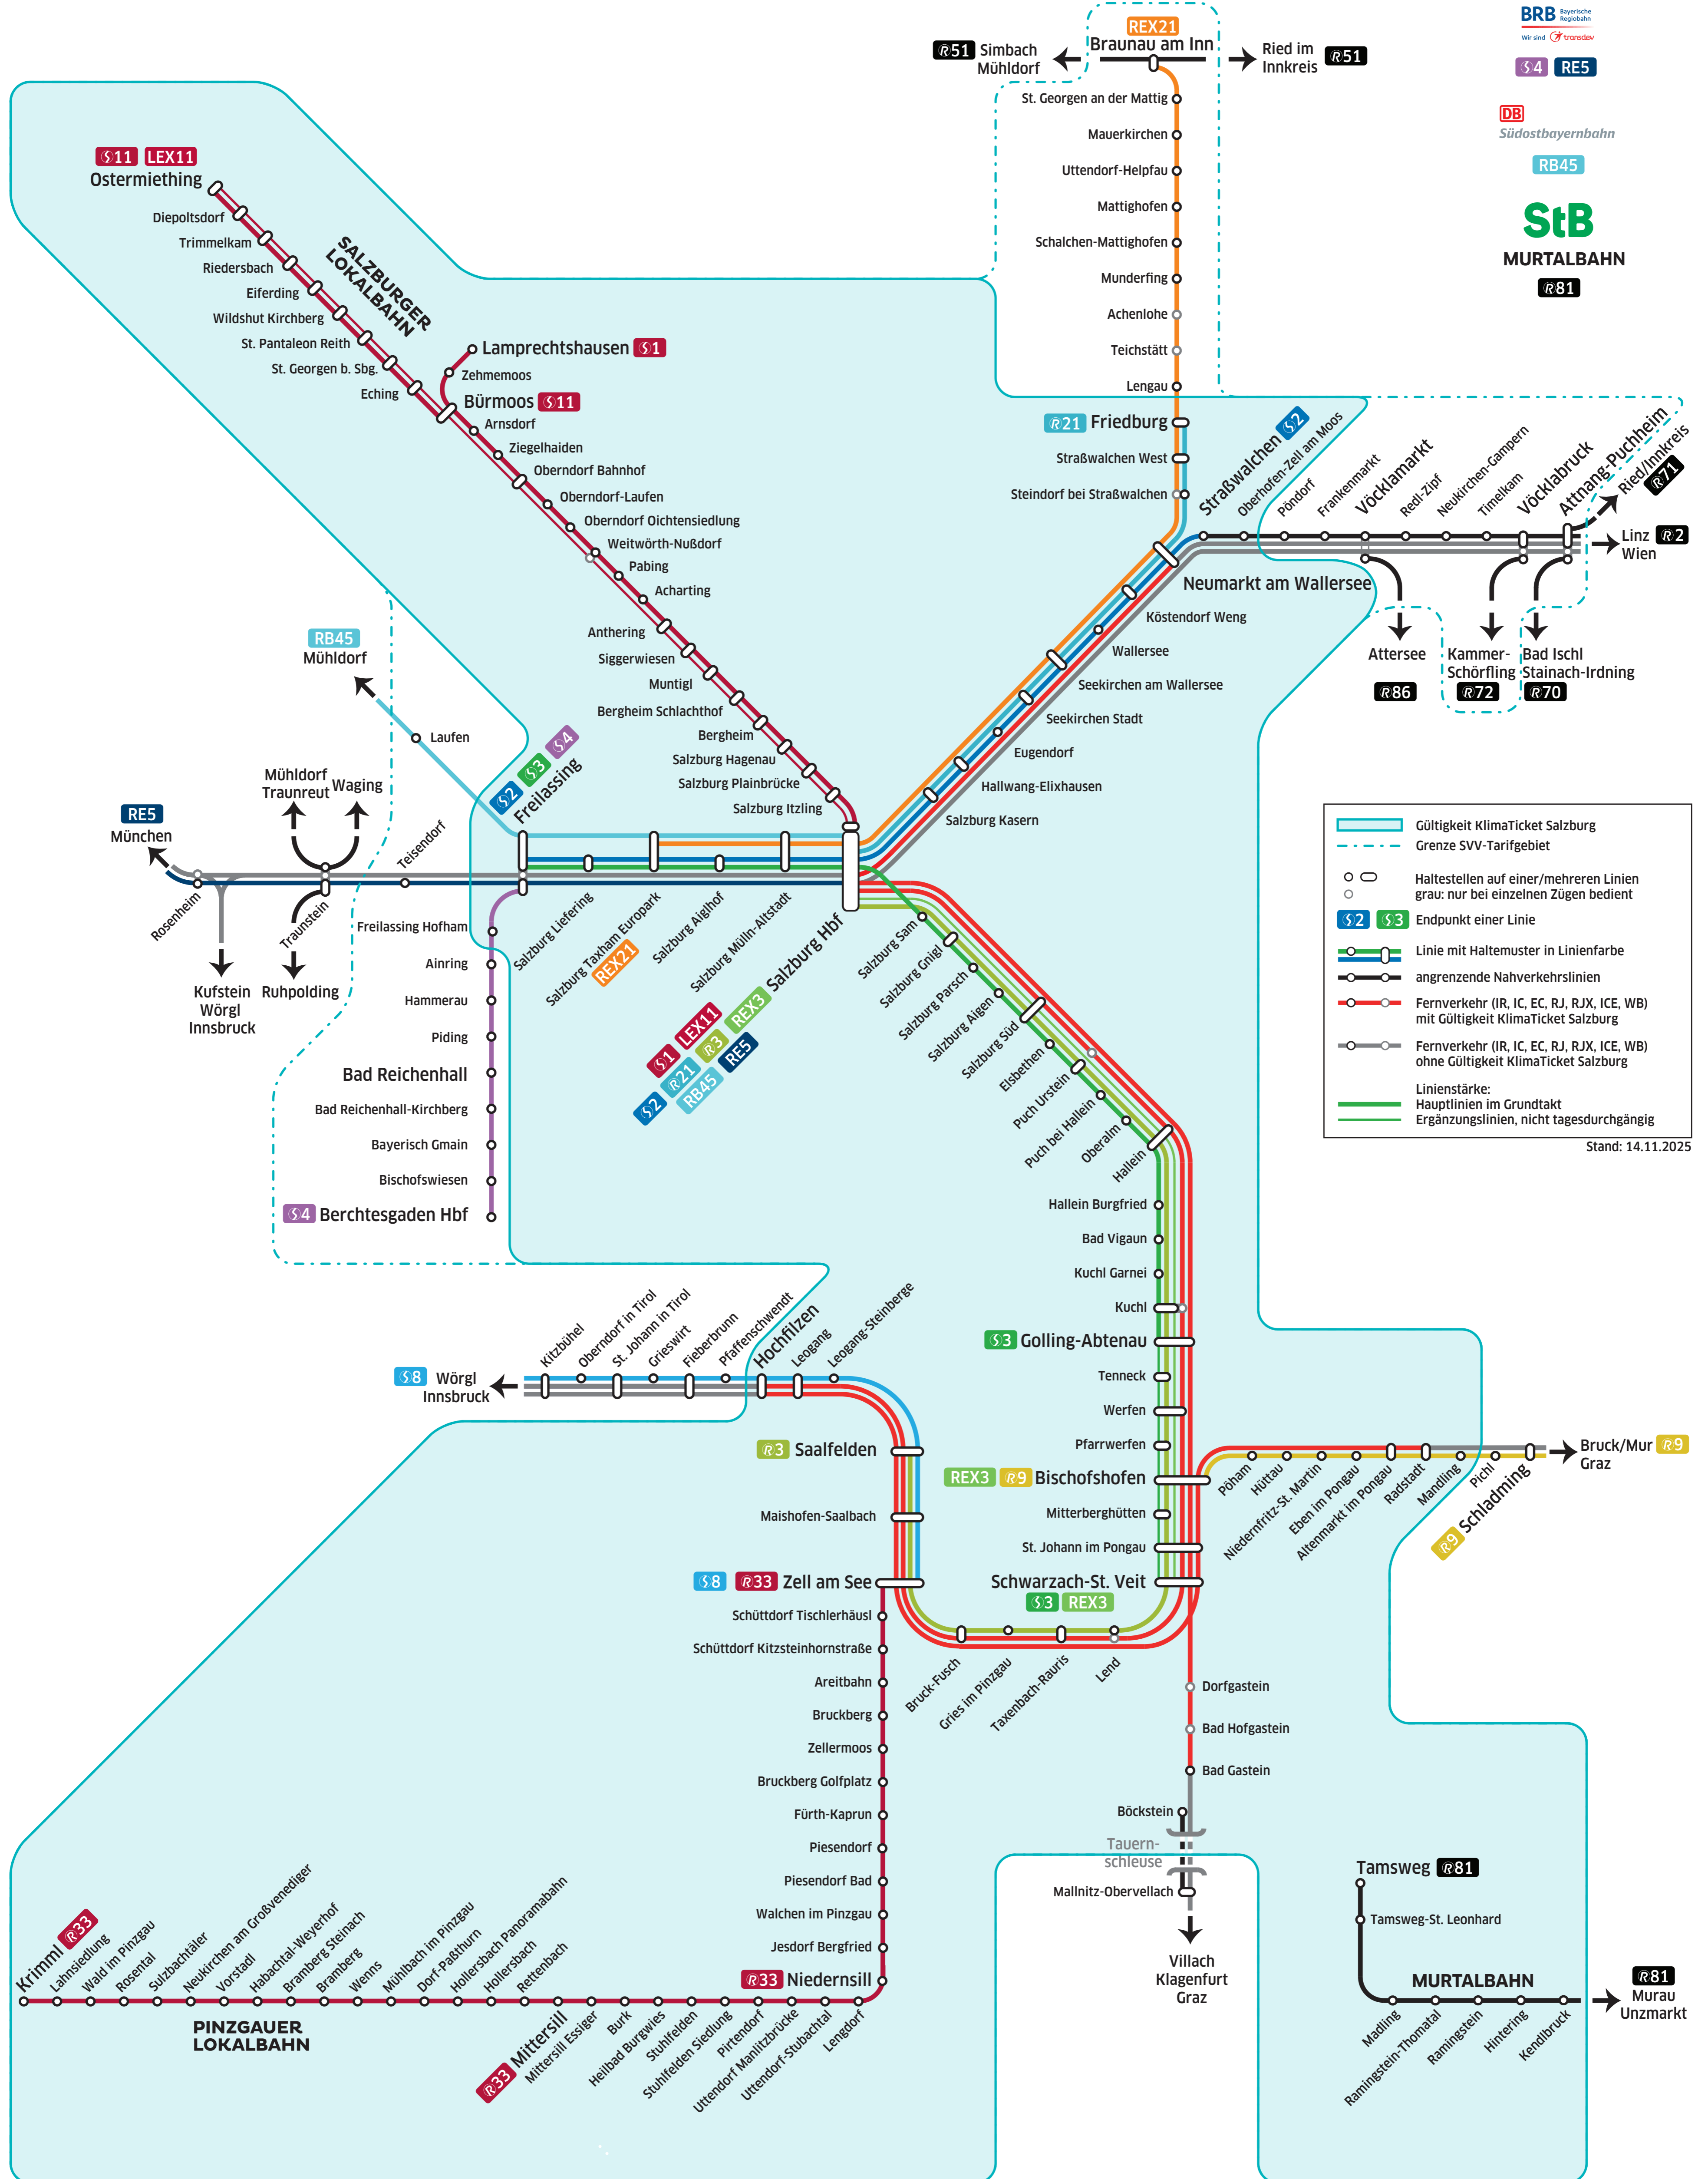 BRB Bayerische
Regiobahn
Wir sind transdev
S4 RE5
DB
Südostbayernbahn
RB45
StB
MURTALBAHN
R81
REX21
Braunau am Inn
R51 Simbach
Mühldorf
Ried im
Innkreis R51
St. Georgen an der Mattig
Mauerkirchen
Uttendorf-Helpfau
Mattighofen
Schalchen-Mattighofen
Munderfing
Achenlohe
Teichstätt
Lengau
R21 Friedburg
Straßwalchen West
Steindorf bei Straßwalchen
S11 LEX11
Ostermiething
Diepoltsdorf
Trimmelkam
Riedersbach
Eiferding
Wildshut Kirchberg
St. Pantaleon Reith
St. Georgen b. Sbg.
Eching
SALZBURGER
LOKALBAHN
Lamprechtshausen S1
Zehmemoos
Bürmoos S11
Arnsdorf
Ziegelhaiden
Oberndorf Bahnhof
Oberndorf-Laufen
Oberndorf Oichtensiedlung
Weitwörth-Nußdorf
Pabing
Acharting
Anthering
Siggerwiesen
Muntigl
Bergheim Schlachthof
Bergheim
Salzburg Hagenau
Salzburg Plainbrücke
Salzburg Itzling
Straßwalchen S2
Oberhofen-Zell am Moos
Pöndorf
Frankenmarkt
Vöcklamarkt
Redl-Zipf
Neukirchen-Gampern
Timelkam
Vöcklabruck
Attnang-Puchheim
Ried/Innkreis
R71
Linz R2
Wien
Attersee
R86
Kammer-
Schörfling
R72
Bad Ischl
Stainach-Irdning
R70
Neumarkt am Wallersee
Köstendorf Weng
Wallersee
Seekirchen am Wallersee
Seekirchen Stadt
Eugendorf
Hallwang-Elixhausen
Salzburg Kasern
RB45
Mühldorf
Laufen
Mühldorf
Traunreut
Waging
RE5
München
Teisendorf
S2 S3 S4
Freilassing
Rosenheim
Traunstein
Kufstein
Wörgl
Innsbruck
Ruhpolding
Freilassing Hofham
Ainring
Hammerau
Piding
Bad Reichenhall
Bad Reichenhall-Kirchberg
Bayerisch Gmain
Bischofswiesen
S4 Berchtesgaden Hbf
Salzburg Liefering
Salzburg Taxham Europark
REX21
Salzburg Aiglhof
Salzburg Mülln-Altstadt
Salzburg Hbf
S1 LEX11
R3 REX3
S2 R21
RB45 RE5
Salzburg Sam
Salzburg Gnigl
Salzburg Parsch
Salzburg Aigen
Salzburg Süd
Elsbethen
Puch Urstein
Puch bei Hallein
Oberalm
Hallein
Hallein Burgfried
Bad Vigaun
Kuchl Garnei
Kuchl
S3 Golling-Abtenau
Tenneck
Werfen
Pfarrwerfen
REX3 R9 Bischofshofen
Mitterberghütten
St. Johann im Pongau
Schwarzach-St. Veit
S3 REX3
Gültigkeit KlimaTicket Salzburg
Grenze SVV-Tarifgebiet
Haltestellen auf einer/mehreren Linien
grau: nur bei einzelnen Zügen bedient
S2 S3 Endpunkt einer Linie
Linie mit Haltemuster in Linienfarbe
angrenzende Nahverkehrslinien
Fernverkehr (IR, IC, EC, RJ, RJX, ICE, WB)
mit Gültigkeit KlimaTicket Salzburg
Fernverkehr (IR, IC, EC, RJ, RJX, ICE, WB)
ohne Gültigkeit KlimaTicket Salzburg
Linienstärke:
Hauptlinien im Grundtakt
Ergänzungslinien, nicht tagesdurchgängig
Stand: 14.11.2025
S8 Wörgl
Innsbruck
Kitzbühel
Oberndorf in Tirol
St. Johann in Tirol
Grieswirt
Fieberbrunn
Pfaffenschwendt
Hochfilzen
Leogang
Leogang-Steinberge
R3 Saalfelden
Maishofen-Saalbach
S8 R33 Zell am See
Schüttdorf Tischlerhäusl
Schüttdorf Kitzsteinhornstraße
Areitbahn
Bruckberg
Zellermoos
Bruckberg Golfplatz
Fürth-Kaprun
Piesendorf
Piesendorf Bad
Walchen im Pinzgau
Jesdorf Bergfried
R33 Niedernsill
Bruck-Fusch
Gries im Pinzgau
Taxenbach-Rauris
Lend
Pöham
Hüttau
Niedernfritz-St. Martin
Eben im Pongau
Altenmarkt im Pongau
Radstadt
Mandling
Pichl
R9 Schladming
Bruck/Mur R9
Graz
Dorfgastein
Bad Hofgastein
Bad Gastein
Böckstein
Tauern-
schleuse
Mallnitz-Obervellach
Villach
Klagenfurt
Graz
Tamsweg R81
Tamsweg-St. Leonhard
MURTALBAHN
Madling
Ramingstein-Thomatal
Ramingstein
Hintering
Kendlbruck
R81
Murau
Unzmarkt
Krimml R33
Lahnsiedlung
Wald im Pinzgau
Rosental
Sulzbachtäler
Neukirchen am Großvenediger
Vorstadl
Habachtal-Weyerhof
Bramberg Steinach
Bramberg
Wenns
Mühlbach im Pinzgau
Dorf-Paßthurn
Hollersbach Panoramabahn
Hollersbach
Rettenbach
R33 Mittersill
Mittersill Essiger
Burk
Heilbad Burgwies
Stuhlfelden
Stuhlfelden Siedlung
Pirtendorf
Uttendorf Manlitzbrücke
Uttendorf-Stubachtal
Lengdorf
PINZGAUER
LOKALBAHN